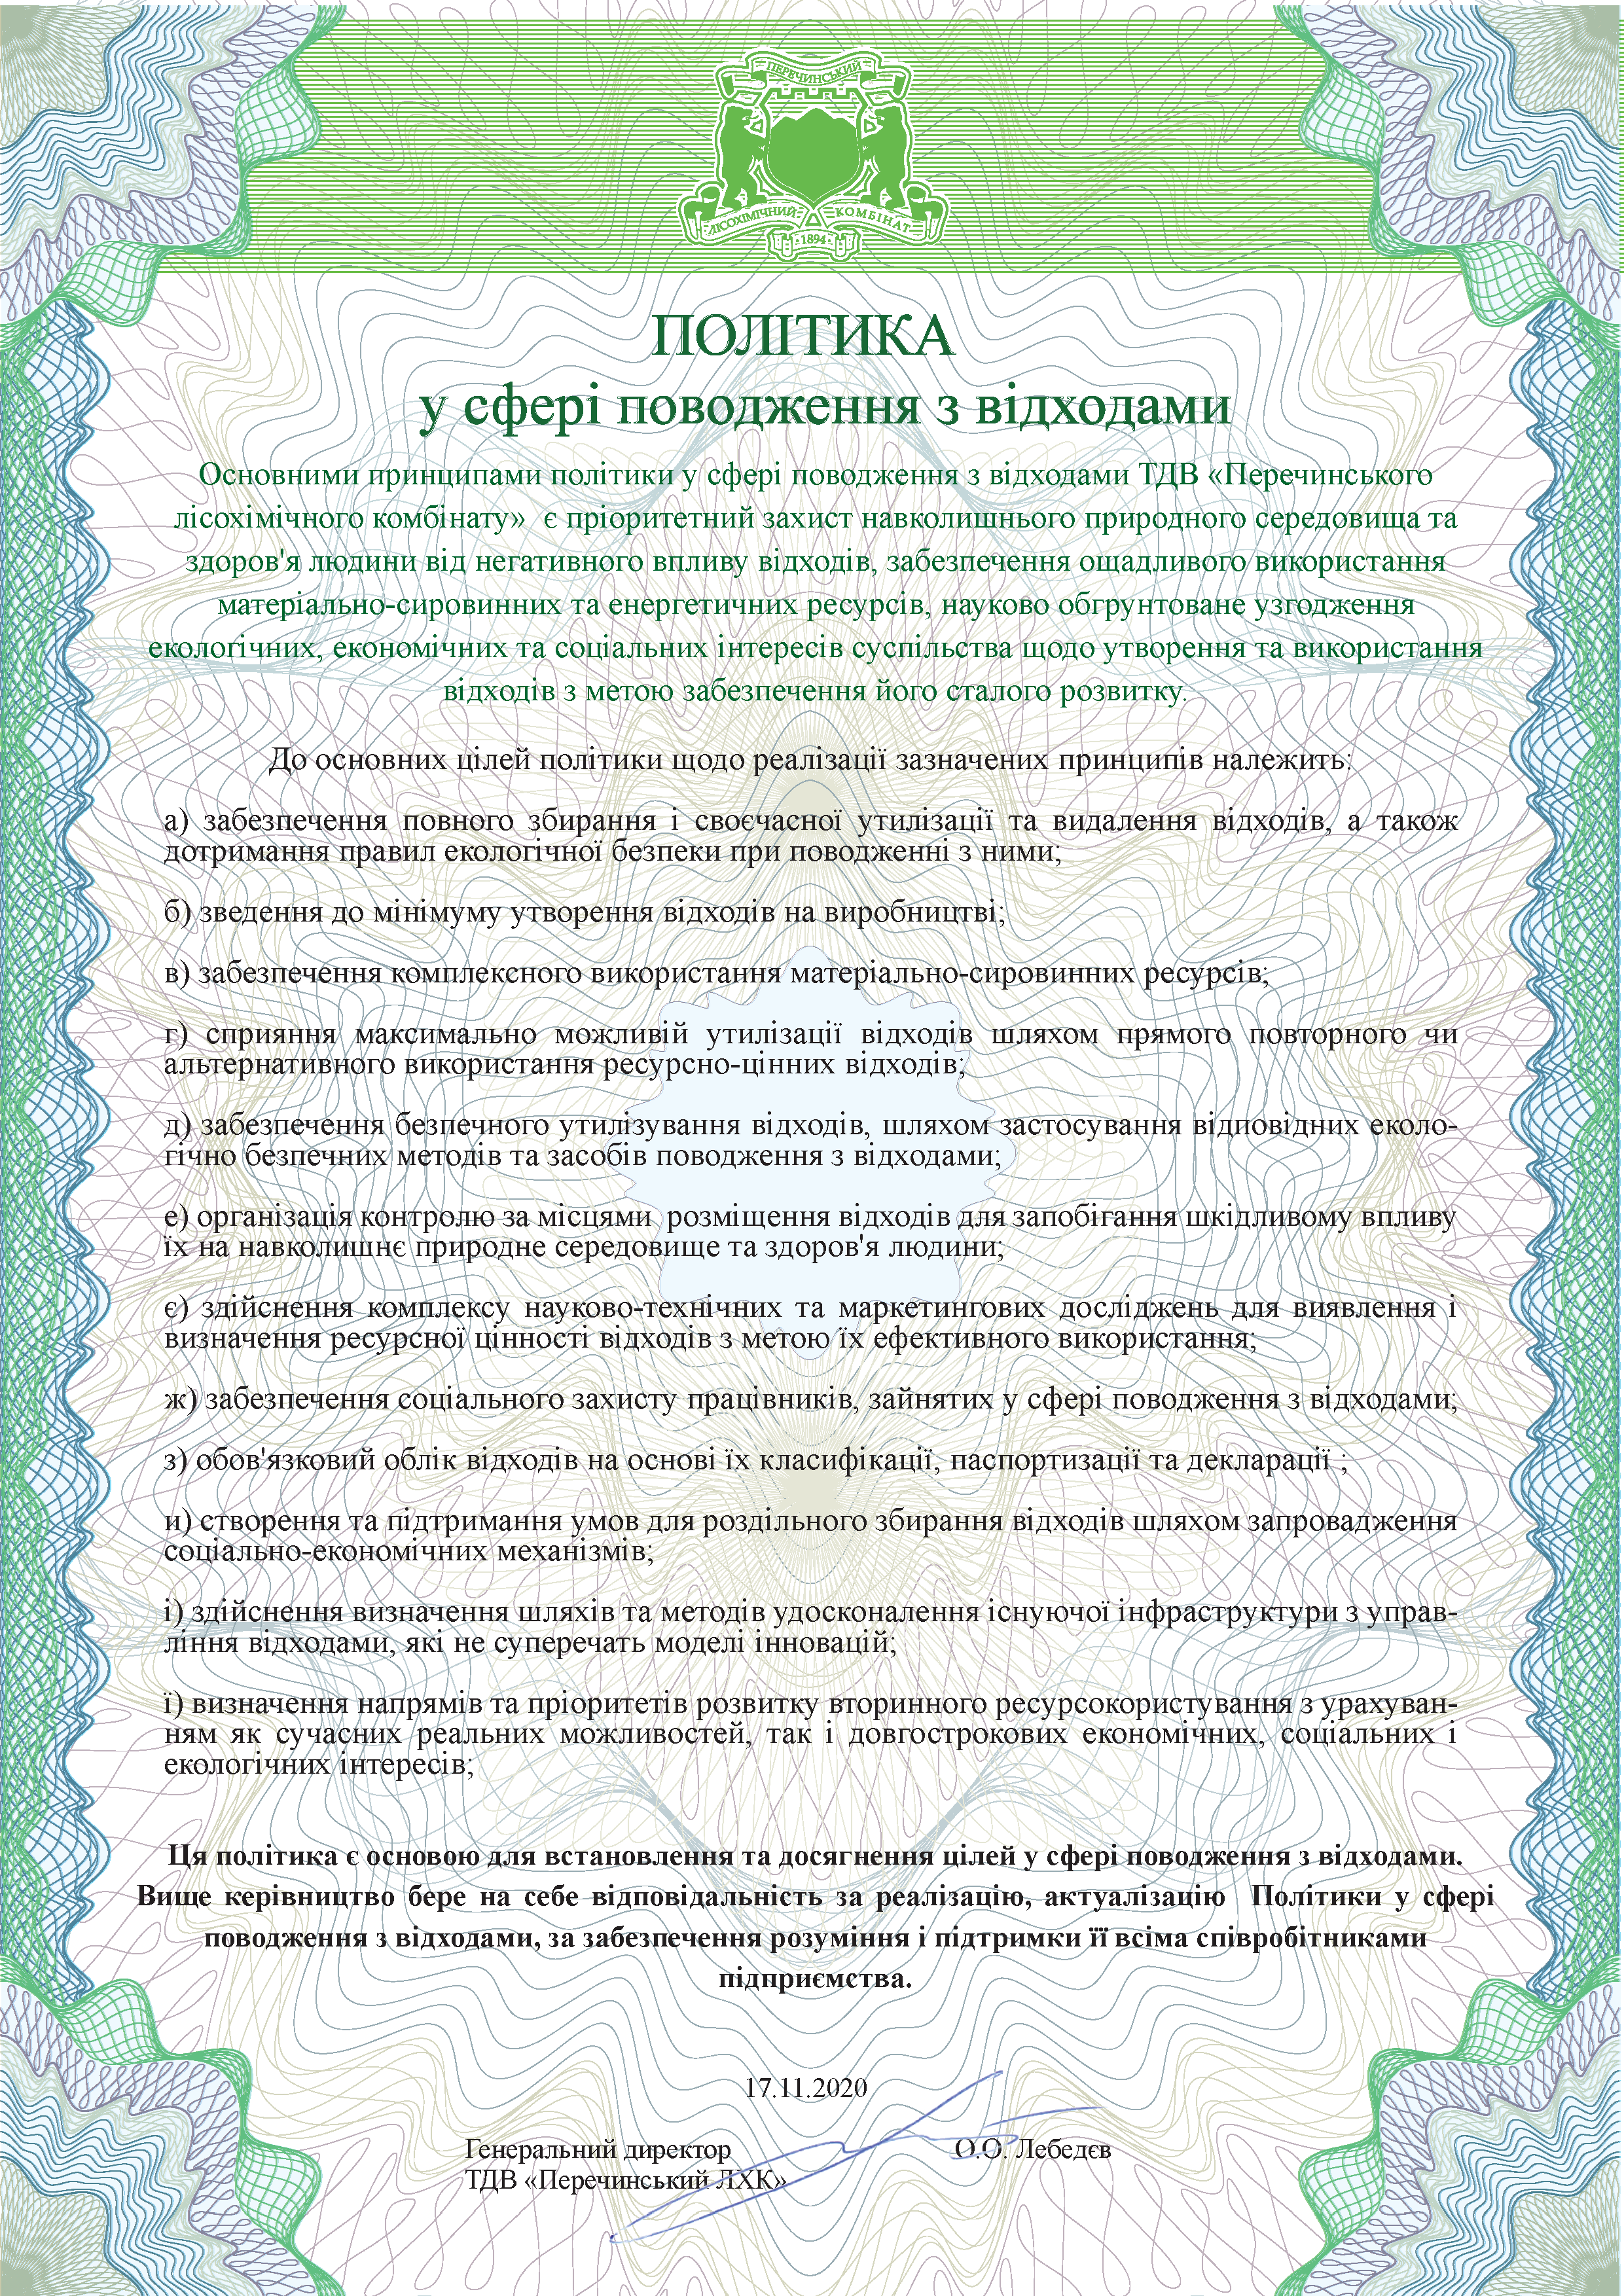 ПЕРЕЧИНСЬКИЙ
ЛІСОХІМІЧНИЙ КОМБІНАТ
1894
ПОЛІТИКА
у сфері поводження з відходами
Основними принципами політики у сфері поводження з відходами ТДВ «Перечинського
лісохімічного комбінату» є пріоритетний захист навколишнього природного середовища та
здоров'я людини від негативного впливу відходів, забезпечення ощадливого використання
матеріально-сировинних та енергетичних ресурсів, науково обгрунтоване узгодження
екологічних, економічних та соціальних інтересів суспільства щодо утворення та використання
відходів з метою забезпечення його сталого розвитку.
До основних цілей політики щодо реалізації зазначених принципів належить:
а) забезпечення повного збирання і своєчасної утилізації та видалення відходів, а також
дотримання правил екологічної безпеки при поводженні з ними;
б) зведення до мінімуму утворення відходів на виробництві;
в) забезпечення комплексного використання матеріально-сировинних ресурсів;
г) сприяння максимально можливій утилізації відходів шляхом прямого повторного чи
альтернативного використання ресурсно-цінних відходів;
д) забезпечення безпечного утилізування відходів, шляхом застосування відповідних еколо-
гічно безпечних методів та засобів поводження з відходами;
е) організація контролю за місцями розміщення відходів для запобігання шкідливому впливу
їх на навколишнє природне середовище та здоров'я людини;
є) здійснення комплексу науково-технічних та маркетингових досліджень для виявлення і
визначення ресурсної цінності відходів з метою їх ефективного використання;
ж) забезпечення соціального захисту працівників, зайнятих у сфері поводження з відходами;
з) обов'язковий облік відходів на основі їх класифікації, паспортизації та декларації ;
и) створення та підтримання умов для роздільного збирання відходів шляхом запровадження
соціально-економічних механізмів;
і) здійснення визначення шляхів та методів удосконалення існуючої інфраструктури з управ-
ління відходами, які не суперечать моделі інновацій;
ї) визначення напрямів та пріоритетів розвитку вторинного ресурсокористування з урахуван-
ням як сучасних реальних можливостей, так і довгострокових економічних, соціальних і
екологічних інтересів;
Ця політика є основою для встановлення та досягнення цілей у сфері поводження з відходами.
Вище керівництво бере на себе відповідальність за реалізацію, актуалізацію Політики у сфері
поводження з відходами, за забезпечення розуміння і підтримки її всіма співробітниками
підприємства.
17.11.2020
Генеральний директор О.О. Лебедєв
ТДВ «Перечинський ЛХК»